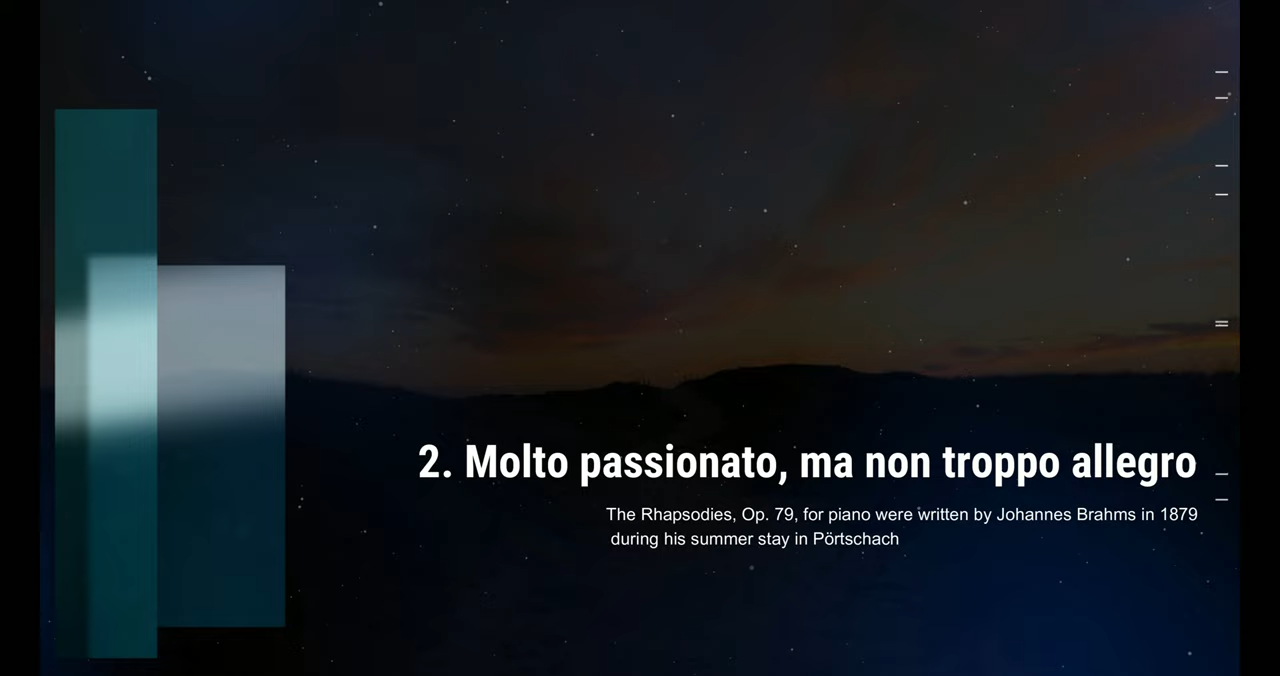 2. Molto passionato, ma non troppo allegro
The Rhapsodies, Op. 79, for piano were written by Johannes Brahms in 1879
during his summer stay in Pörtschach